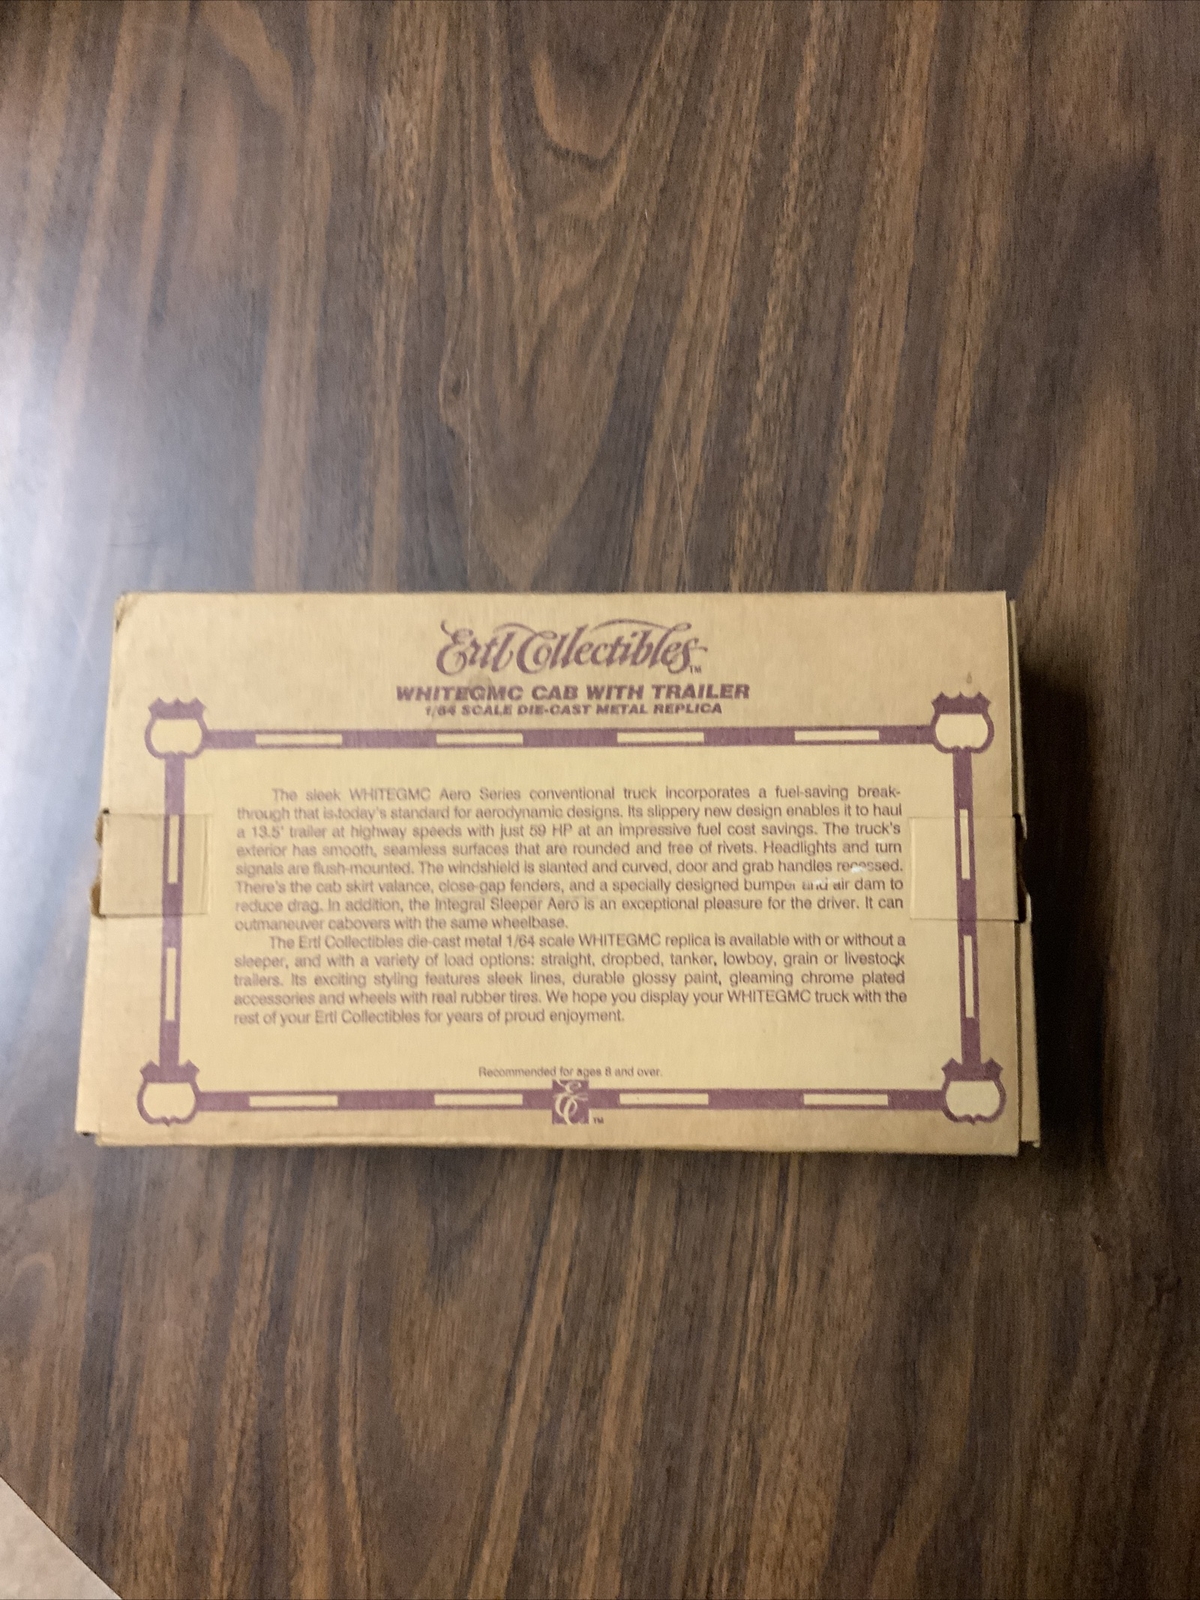 Ertl Collectibles™
WHITEGMC CAB WITH TRAILER
1/64 SCALE DIE-CAST METAL REPLICA
The sleek WHITEGMC Aero Series conventional truck incorporates a fuel-saving break-
through that is today's standard for aerodynamic designs. Its slippery new design enables it to haul
a 13.5' trailer at highway speeds with just 59 HP at an impressive fuel cost savings. The truck's
exterior has smooth, seamless surfaces that are rounded and free of rivets. Headlights and turn
signals are flush-mounted. The windshield is slanted and curved, door and grab handles recessed.
There's the cab skirt valance, close-gap fenders, and a specially designed bumper and air dam to
reduce drag. In addition, the Integral Sleeper Aero is an exceptional pleasure for the driver. It can
outmaneuver cabovers with the same wheelbase.
The Ertl Collectibles die-cast metal 1/64 scale WHITEGMC replica is available with or without a
sleeper, and with a variety of load options: straight, dropbed, tanker, lowboy, grain or livestock
trailers. Its exciting styling features sleek lines, durable glossy paint, gleaming chrome plated
accessories and wheels with real rubber tires. We hope you display your WHITEGMC truck with the
rest of your Ertl Collectibles for years of proud enjoyment.
Recommended for ages 8 and over.
EC™